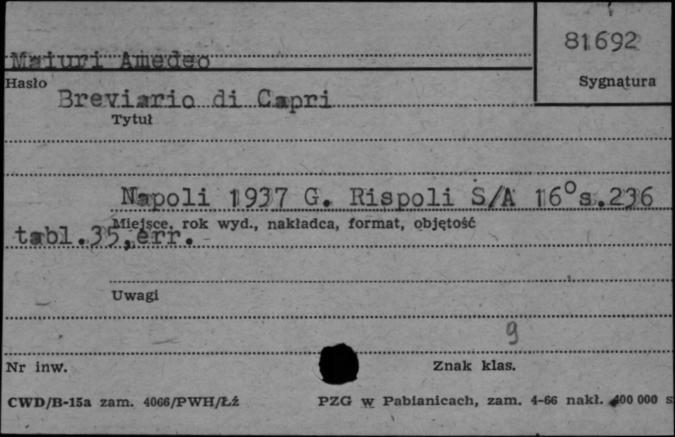 81692
Maiuri Amedeo
Hasło
Sygnatura
Breviario di Capri
Tytuł
Napoli 1937 G. Rispoli S/A 16° s.236
Miejsce, rok wyd., nakładca, format, objętość
tabl.35,err.
Uwagi
9
Nr inw.
Znak klas.
CWD/B-15a zam. 4066/PWH/Łź
PZG w Pabianicach, zam. 4-66 nakł. 400 000 s